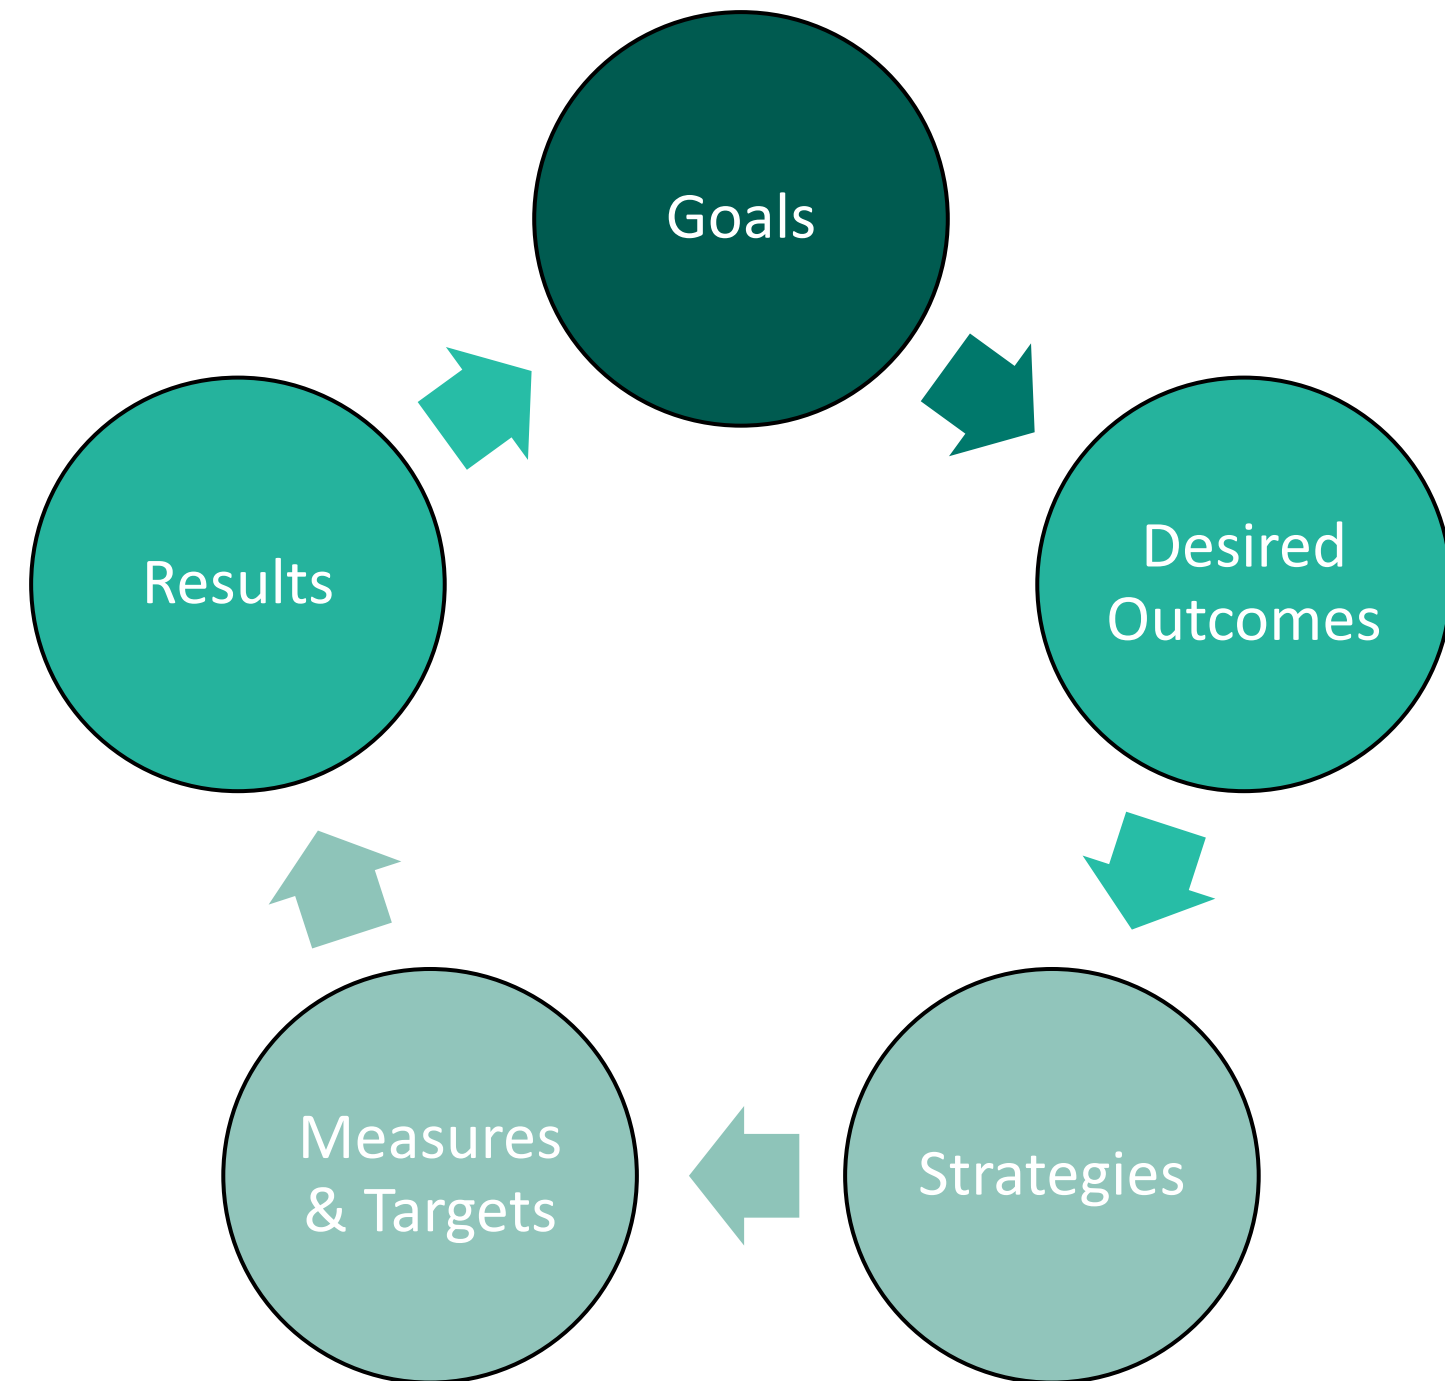 Goals
Desired
Outcomes
Strategies
Measures
& Targets
Results